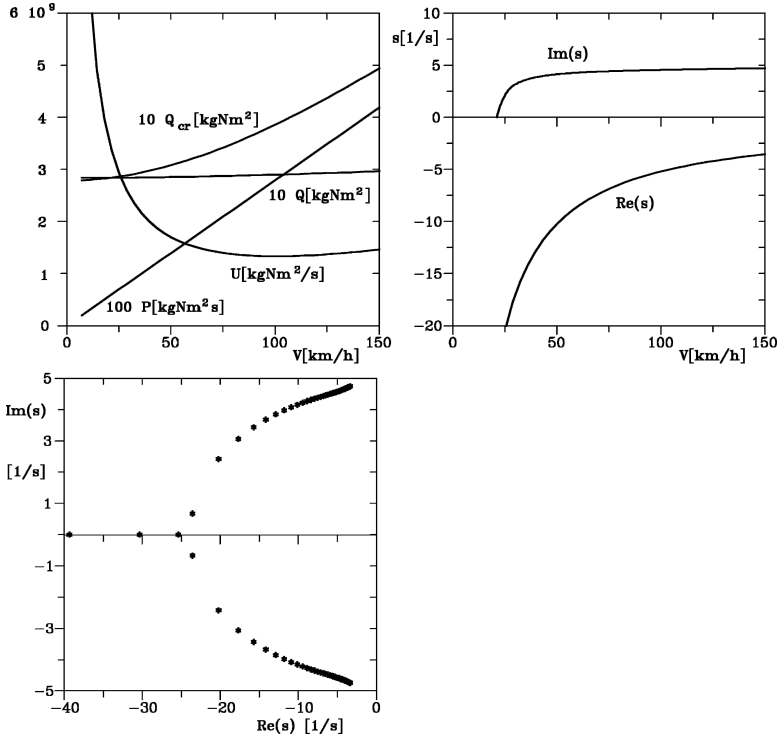 6 10⁹
5
4
3
2
1
0
10 Q_cr[kgNm²]
10 Q[kgNm²]
U[kgNm²/s]
100 P[kgNm²s]
0 50 100 150
V[km/h]
s[1/s]
10
5
0
−5
−10
−15
−20
Im(s)
Re(s)
0 50 100 150
V[km/h]
Im(s)
[1/s]
5
3
1
−1
−3
−5
−40 −30 −20 −10 0
Re(s) [1/s]